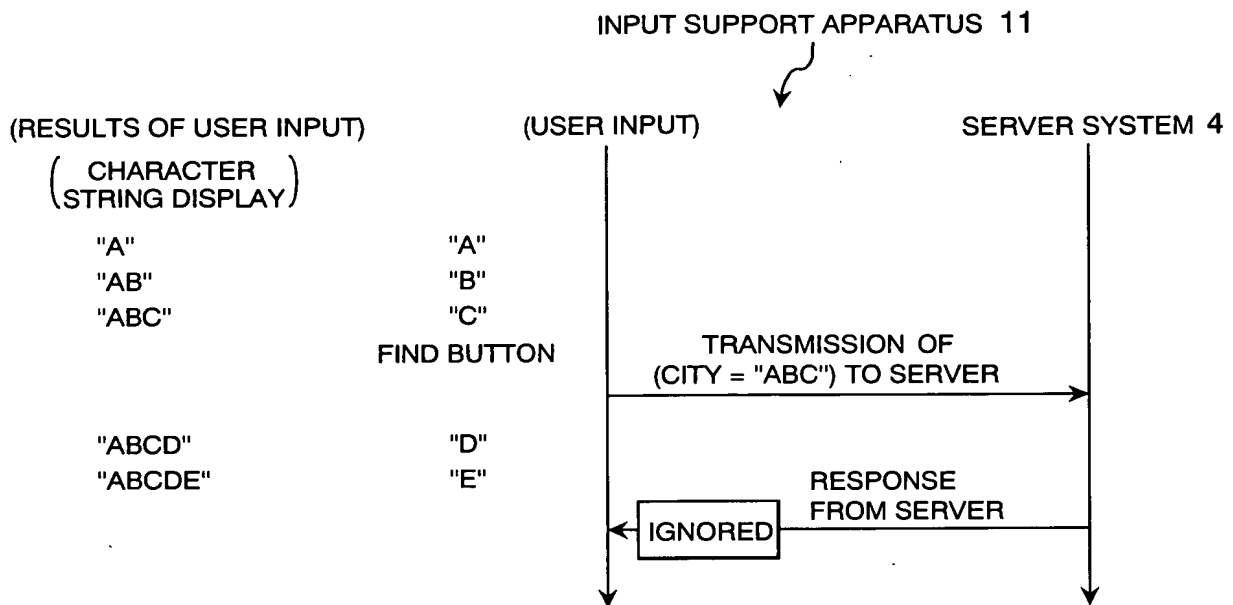 INPUT SUPPORT APPARATUS 11
(RESULTS OF USER INPUT) (USER INPUT) SERVER SYSTEM 4
(CHARACTER
STRING DISPLAY)
"A" "A"
"AB" "B"
"ABC" "C"
FIND BUTTON
TRANSMISSION OF
(CITY = "ABC") TO SERVER
"ABCD" "D"
"ABCDE" "E"
RESPONSE
FROM SERVER
IGNORED